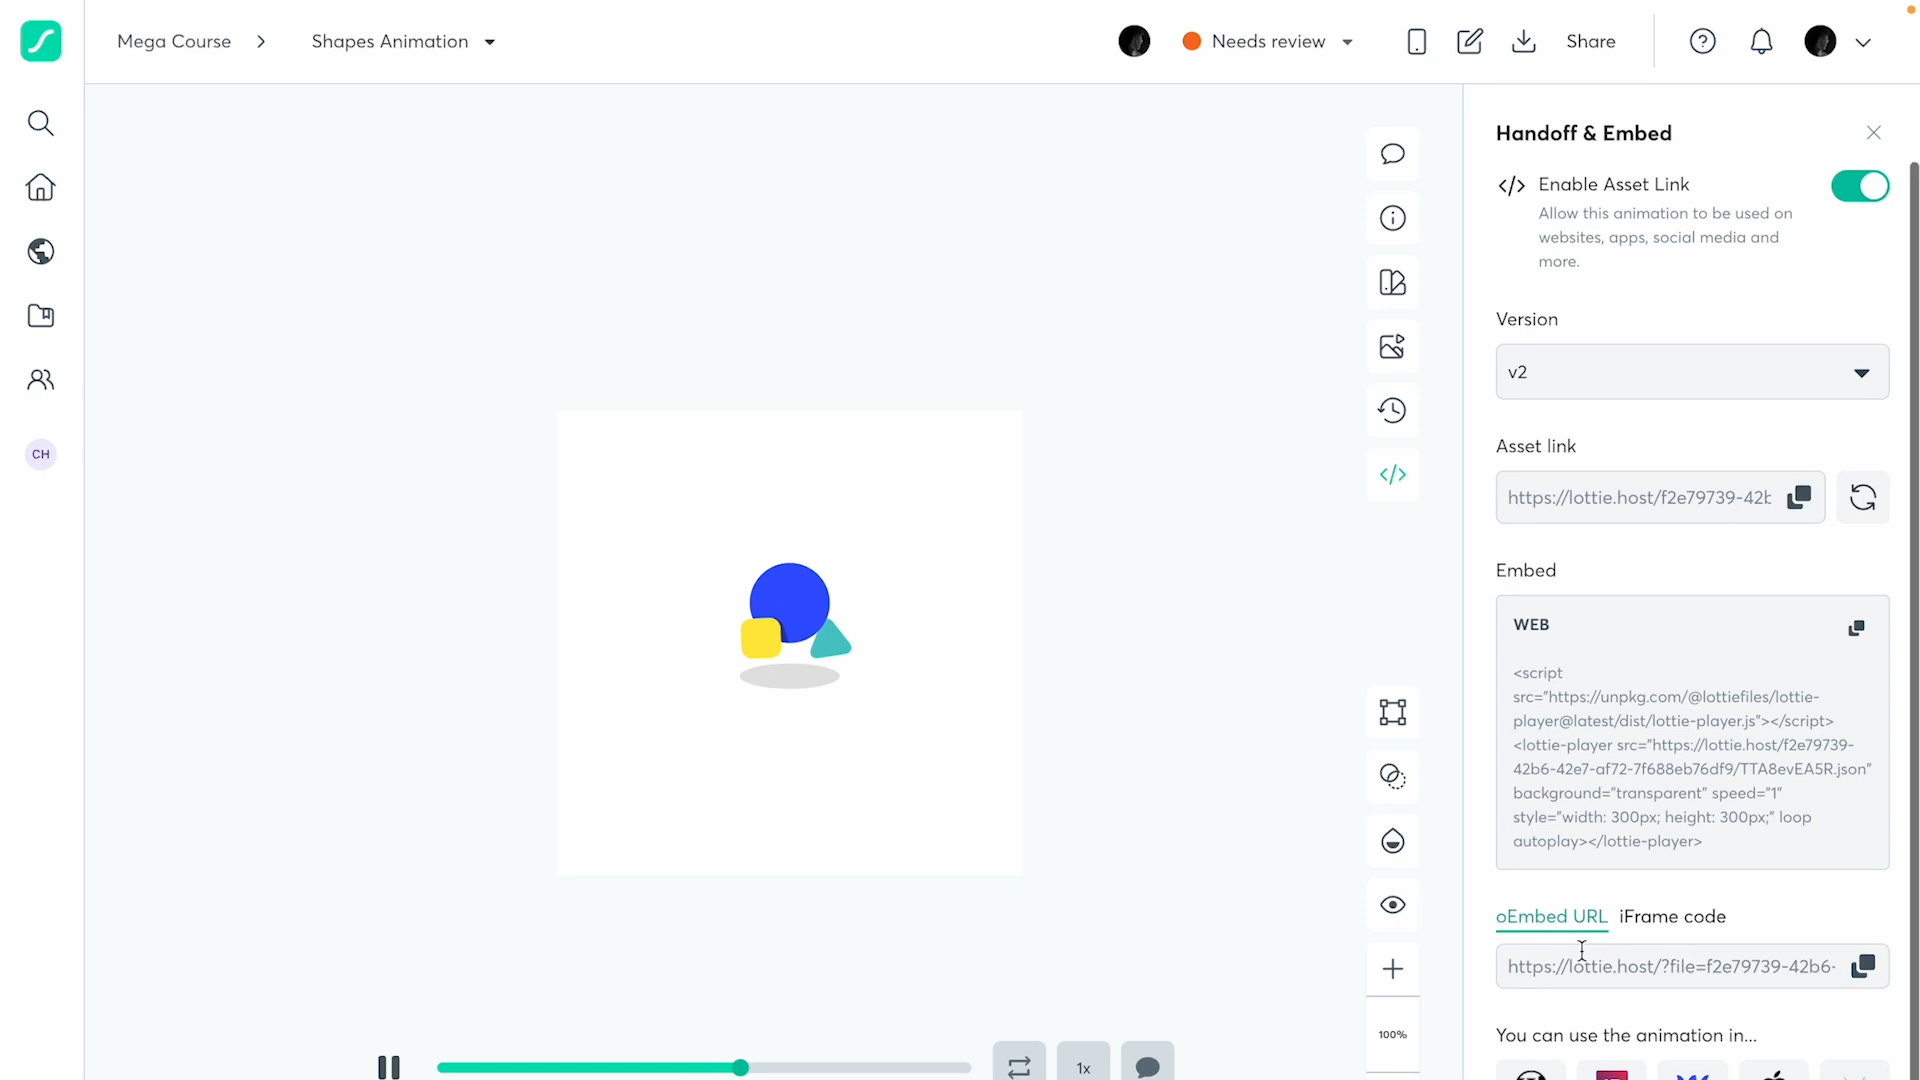 Mega Course
Shapes Animation
Needs review
Share
CH
Handoff & Embed
</> Enable Asset Link
Allow this animation to be used on
websites, apps, social media and
more.
Version
v2
Asset link
https://lottie.host/f2e79739-42b
Embed
WEB
<script
src="https://unpkg.com/@lottiefiles/lottie-
player@latest/dist/lottie-player.js"></script>
<lottie-player src="https://lottie.host/f2e79739-
42b6-42e7-af72-7f688eb76df9/TTA8evEA5R.json"
background="transparent" speed="1"
style="width: 300px; height: 300px;" loop
autoplay></lottie-player>
oEmbed URL iFrame code
https://lottie.host/?file=f2e79739-42b6-
You can use the animation in...
100%
1x